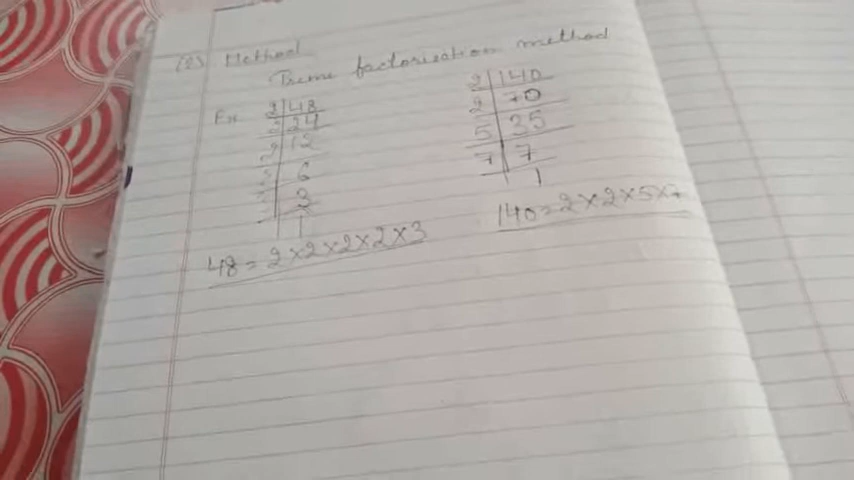 (2) Method
Prime factorisation method
Ex
2 | 48
2 | 24
2 | 12
2 | 6
3 | 3
1
48 = 2×2×2×2×3
2 | 140
2 | 70
5 | 35
7 | 7
1
140 = 2×2×5×7